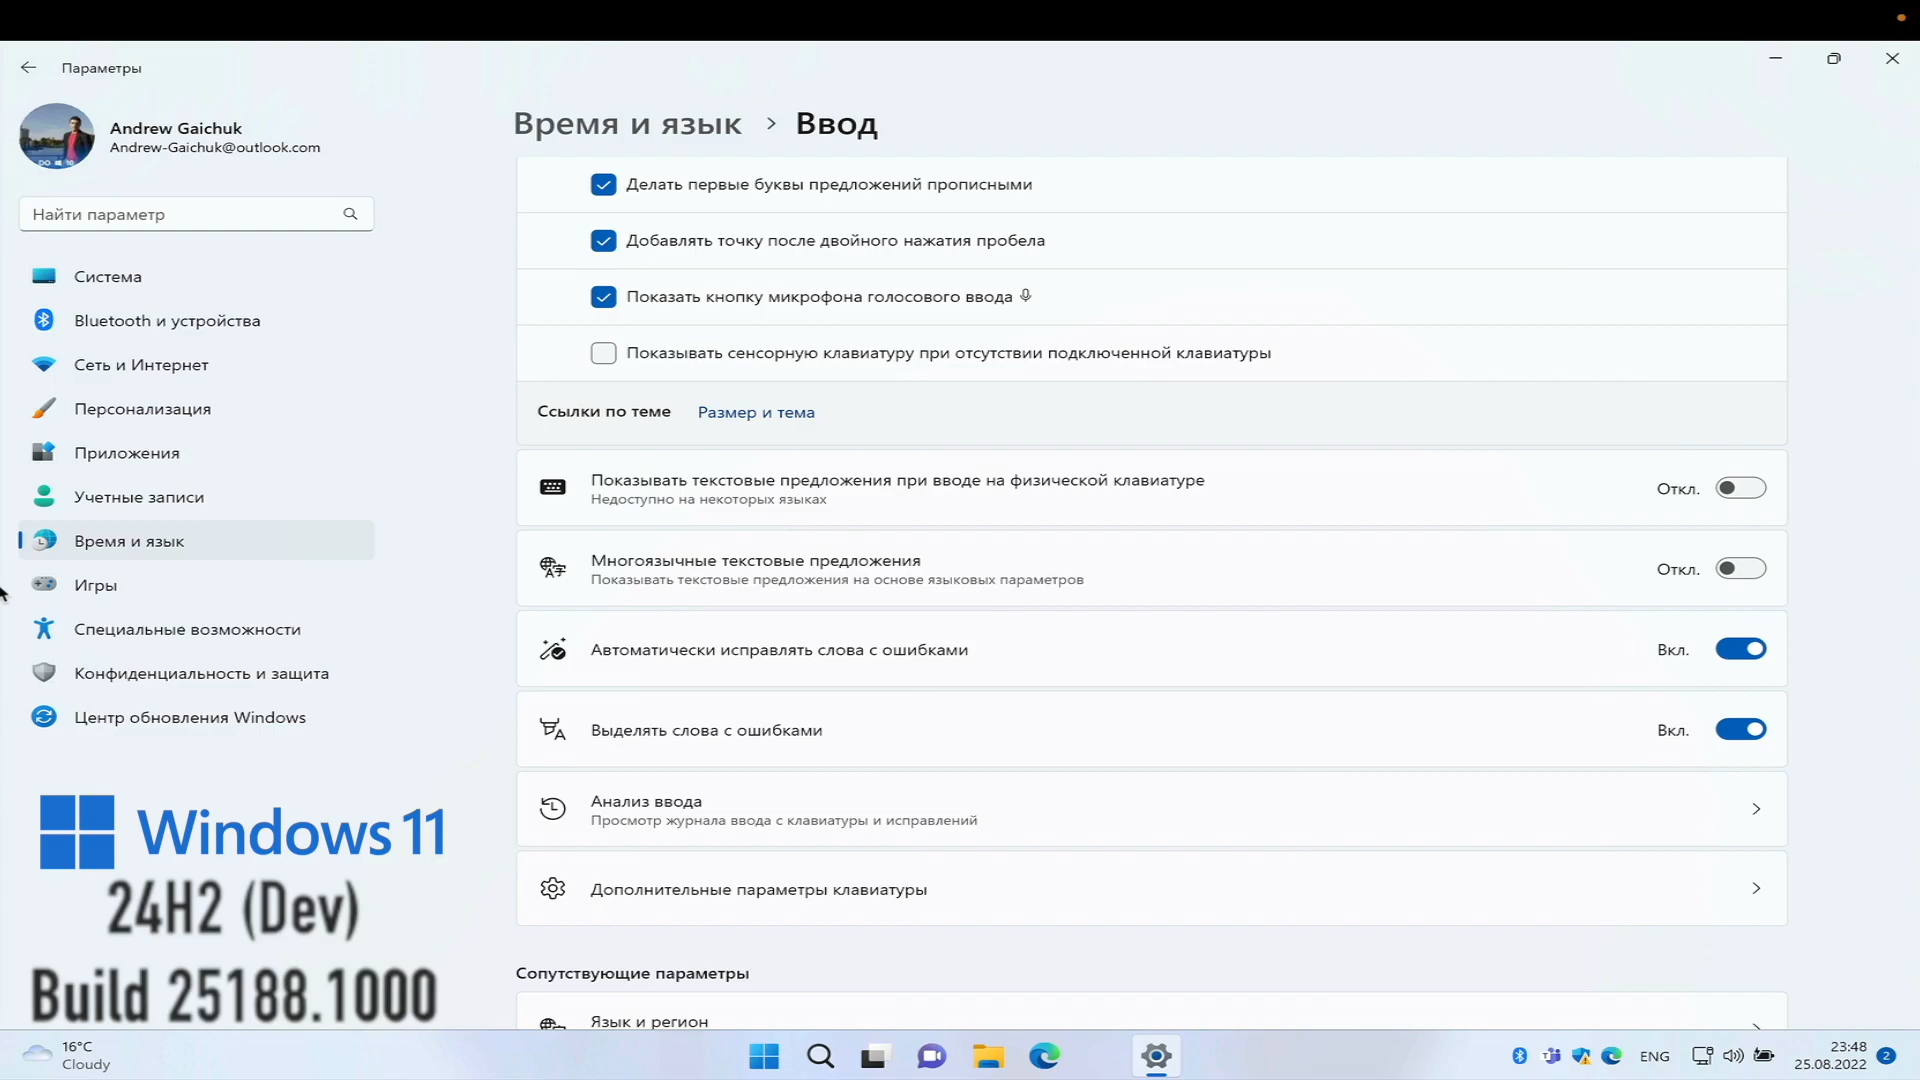 Параметры
Andrew Gaichuk
Andrew-Gaichuk@outlook.com
Найти параметр
Система
Bluetooth и устройства
Сеть и Интернет
Персонализация
Приложения
Учетные записи
Время и язык
Игры
Специальные возможности
Конфиденциальность и защита
Центр обновления Windows
Windows 11
24H2 (Dev)
Build 25188.1000
Время и язык > Ввод
Делать первые буквы предложений прописными
Добавлять точку после двойного нажатия пробела
Показать кнопку микрофона голосового ввода
Показывать сенсорную клавиатуру при отсутствии подключенной клавиатуры
Ссылки по теме Размер и тема
Показывать текстовые предложения при вводе на физической клавиатуре
Недоступно на некоторых языках
Откл.
Многоязычные текстовые предложения
Показывать текстовые предложения на основе языковых параметров
Откл.
Автоматически исправлять слова с ошибками
Вкл.
Выделять слова с ошибками
Вкл.
Анализ ввода
Просмотр журнала ввода с клавиатуры и исправлений
Дополнительные параметры клавиатуры
Сопутствующие параметры
Язык и регион
16°C
Cloudy
ENG
23:48
25.08.2022
2